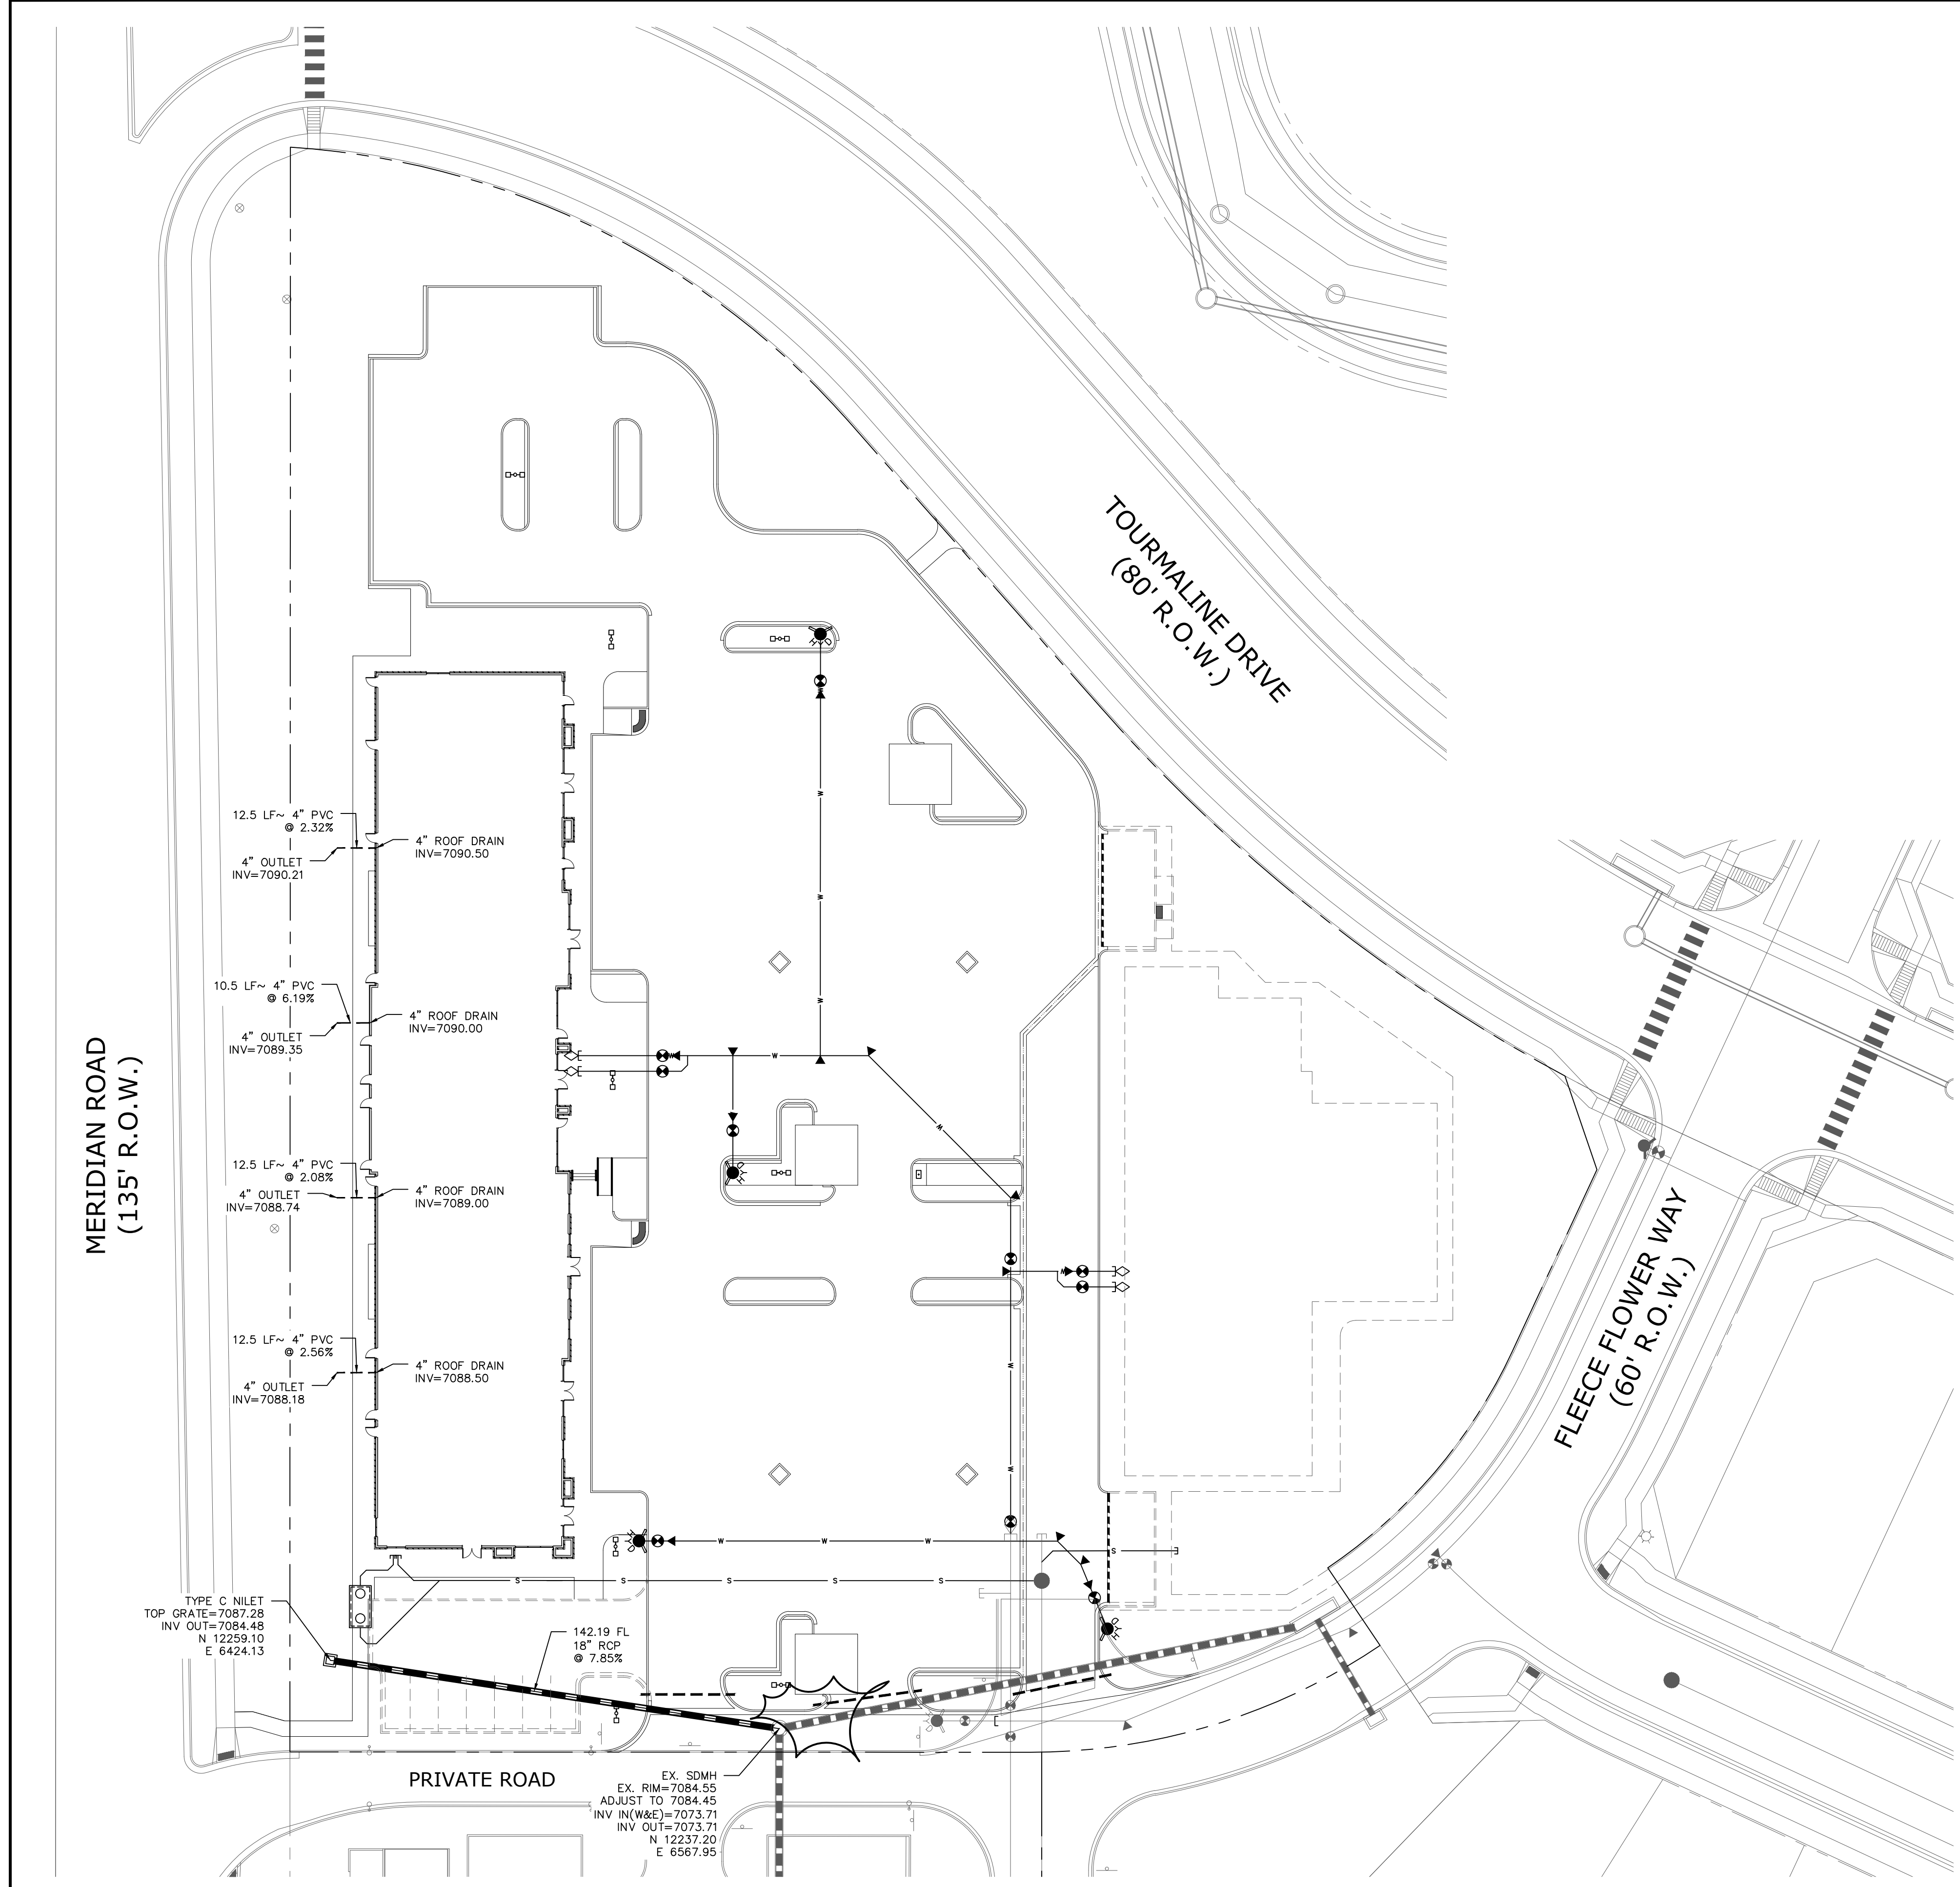 TOURMALINE DRIVE
(80' R.O.W.)
12.5 LF~ 4" PVC
@ 2.32%
4" ROOF DRAIN
INV=7090.50
4" OUTLET
INV=7090.21
10.5 LF~ 4" PVC
@ 6.19%
4" ROOF DRAIN
INV=7090.00
4" OUTLET
INV=7089.35
MERIDIAN ROAD
(135' R.O.W.)
12.5 LF~ 4" PVC
@ 2.08%
4" ROOF DRAIN
INV=7089.00
4" OUTLET
INV=7088.74
FLEECE FLOWER WAY
(60' R.O.W.)
12.5 LF~ 4" PVC
@ 2.56%
4" ROOF DRAIN
INV=7088.50
4" OUTLET
INV=7088.18
W
W
W
W
W
W
W
W
W
W
W
W
W
W
S
S
S
S
S
S
HYD
HYD
HYD
HYD
HYD
TYPE C NILET
TOP GRATE=7087.28
INV OUT=7084.48
N 12259.10
E 6424.13
142.19 FL
18" RCP
@ 7.85%
PRIVATE ROAD
EX. SDMH
EX. RIM=7084.55
ADJUST TO 7084.45
INV IN(W&E)=7073.71
INV OUT=7073.71
N 12237.20
E 6567.95